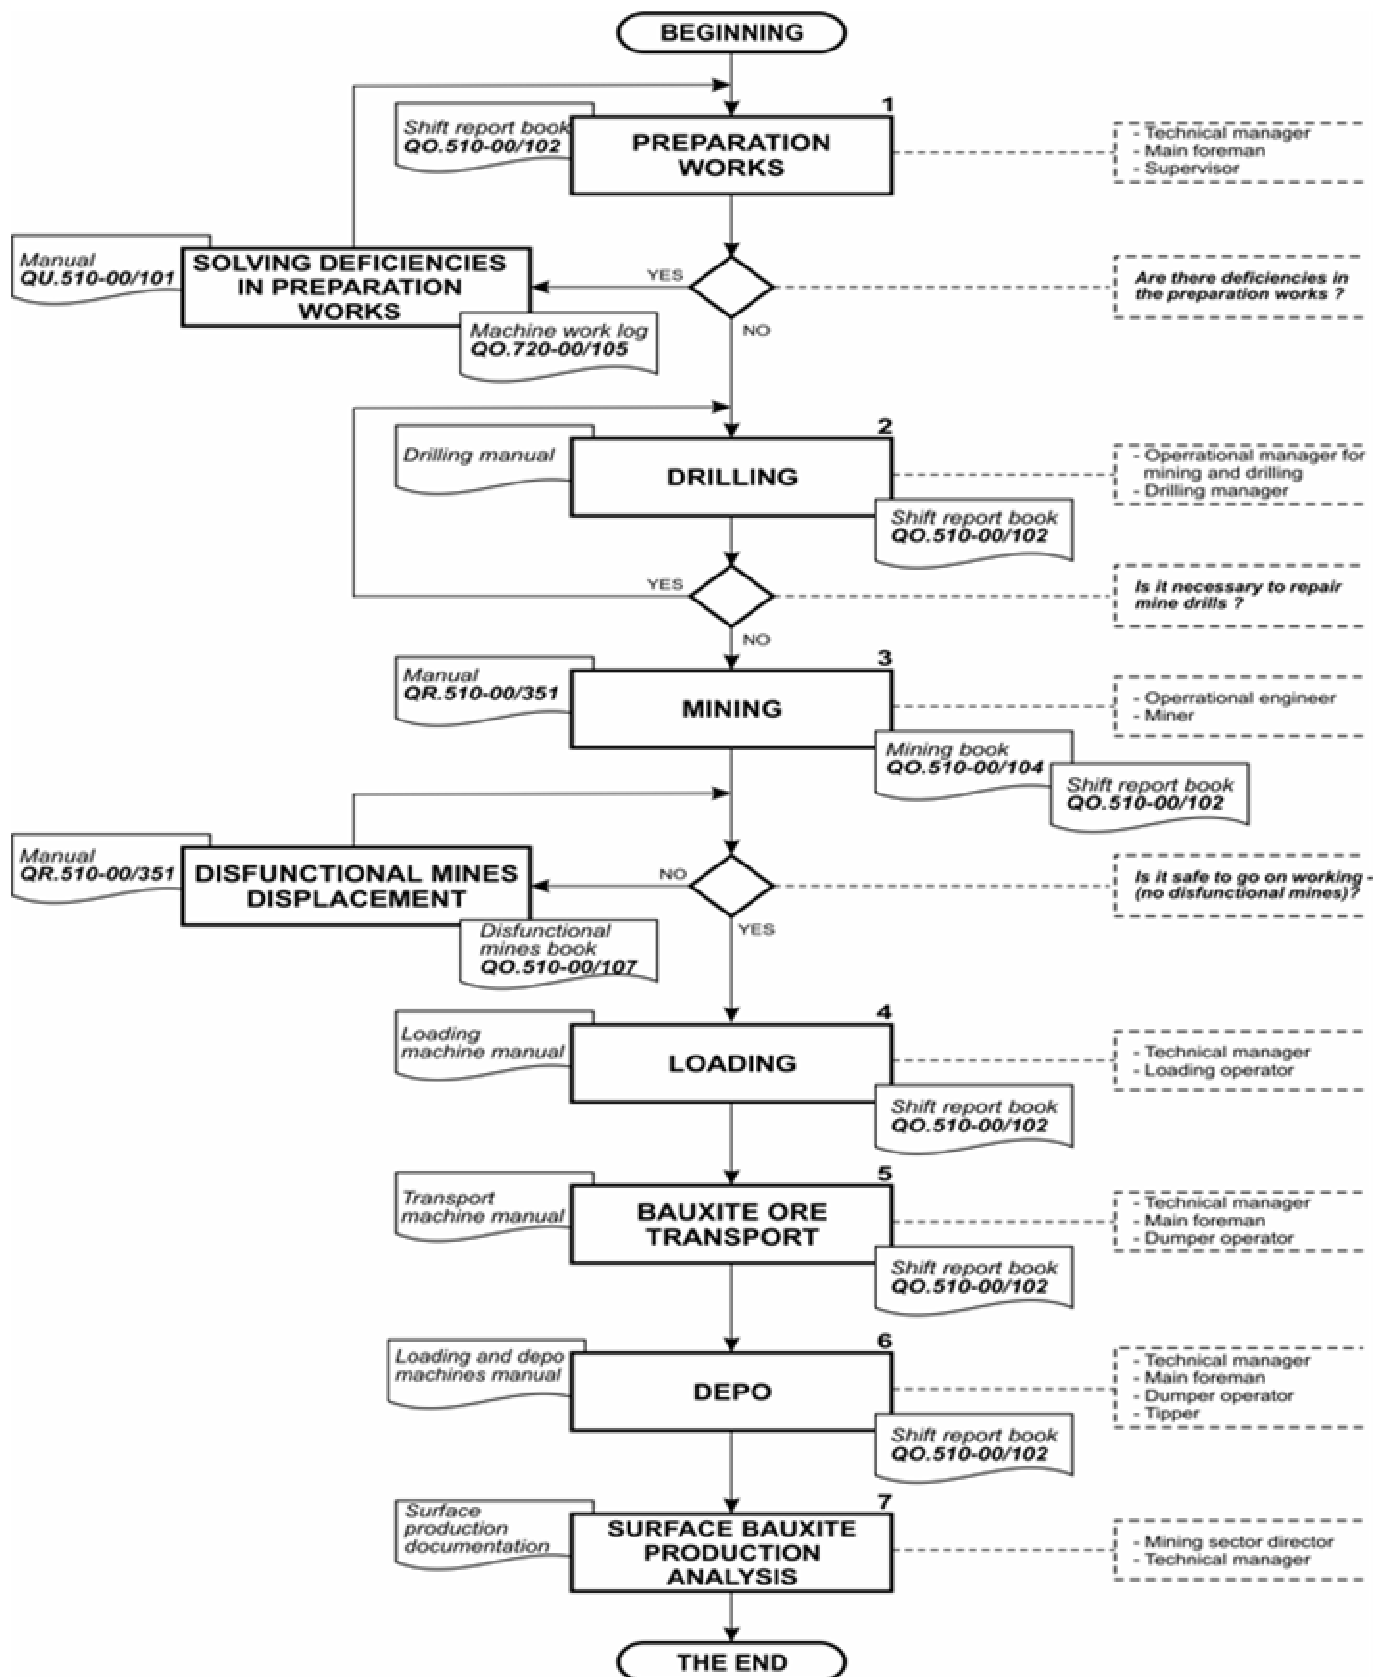 BEGINNING
1
Shift report book
QO.510-00/102
PREPARATION
WORKS
- Technical manager
- Main foreman
- Supervisor
Manual
QU.510-00/101
SOLVING DEFICIENCIES
IN PREPARATION
WORKS
YES
Are there deficiencies in
the preparation works ?
Machine work log
QO.720-00/105
NO
2
Drilling manual
DRILLING
- Operrational manager for
mining and drilling
- Drilling manager
Shift report book
QO.510-00/102
YES
Is it necessary to repair
mine drills ?
NO
3
Manual
QR.510-00/351
MINING
- Operrational engineer
- Miner
Mining book
QO.510-00/104
Shift report book
QO.510-00/102
Manual
QR.510-00/351
DISFUNCTIONAL MINES
DISPLACEMENT
NO
Is it safe to go on working -
(no disfunctional mines)?
YES
Disfunctional
mines book
QO.510-00/107
4
Loading
machine manual
LOADING
- Technical manager
- Loading operator
Shift report book
QO.510-00/102
5
Transport
machine manual
BAUXITE ORE
TRANSPORT
- Technical manager
- Main foreman
- Dumper operator
Shift report book
QO.510-00/102
6
Loading and depo
machines manual
DEPO
- Technical manager
- Main foreman
- Dumper operator
- Tipper
Shift report book
QO.510-00/102
7
Surface
production
documentation
SURFACE BAUXITE
PRODUCTION
ANALYSIS
- Mining sector director
- Technical manager
THE END